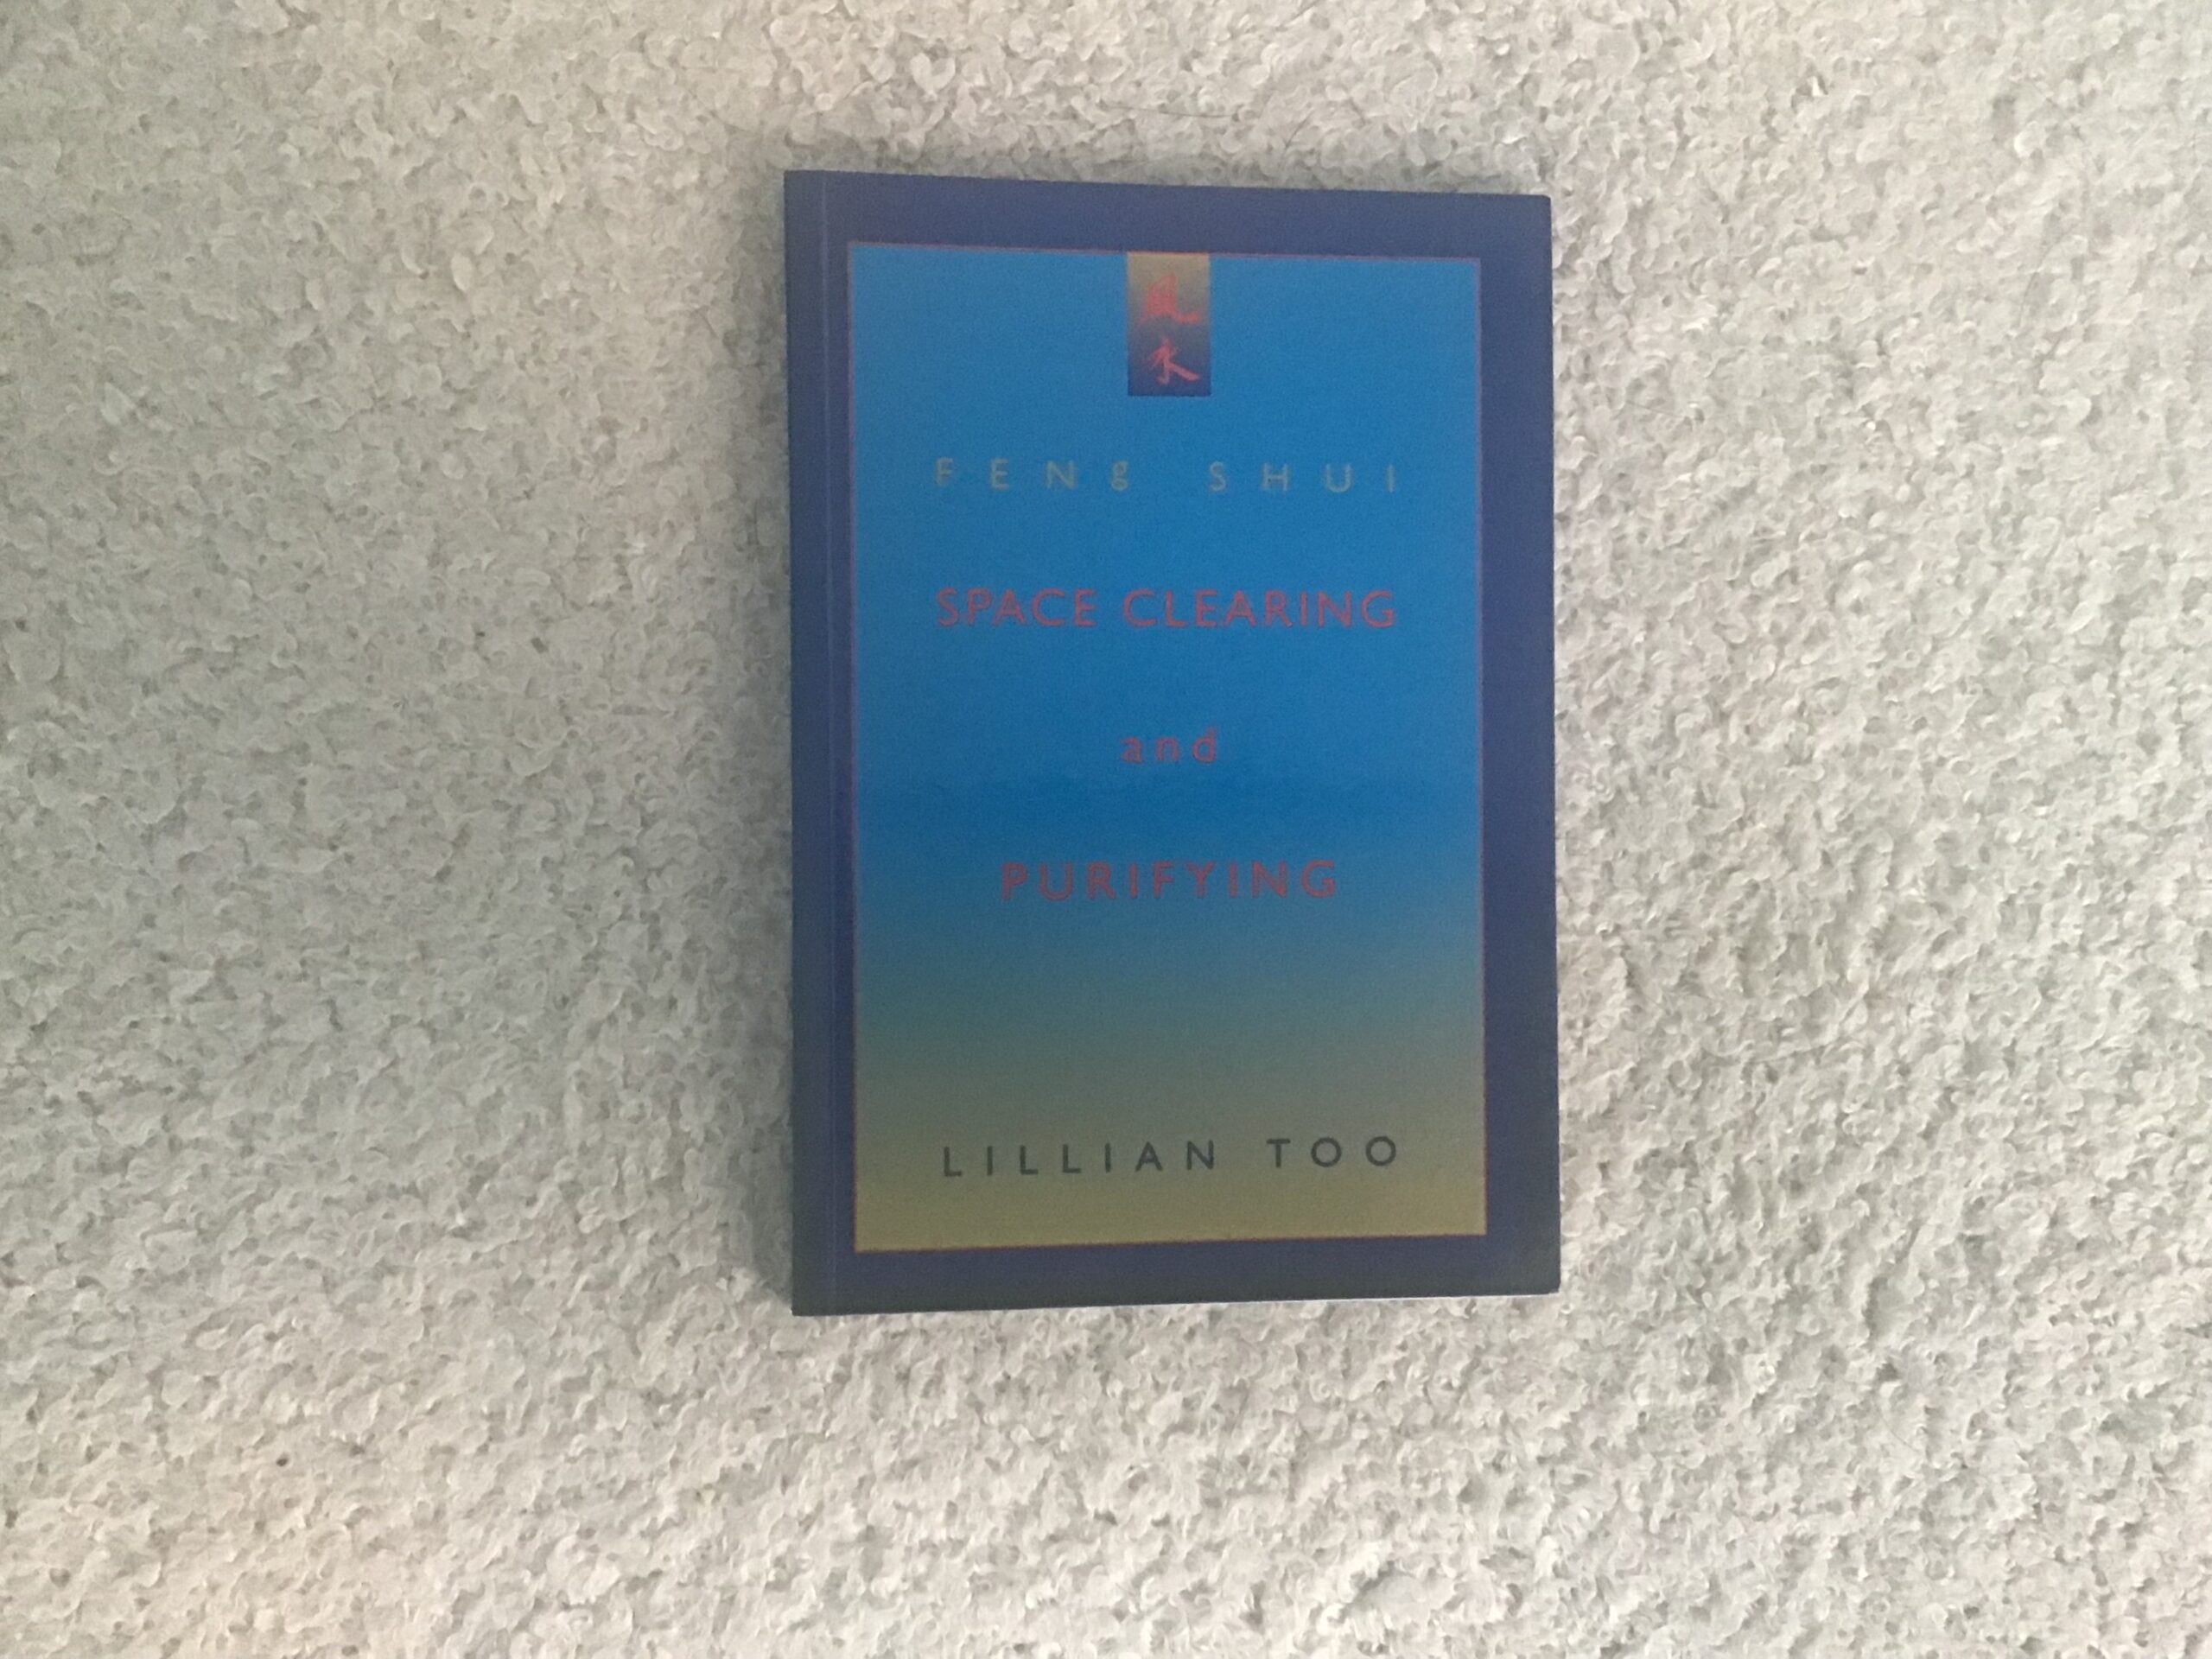 風
水
FENg SHUI
SPACE CLEARING
and
PURIFYING
LILLIAN TOO